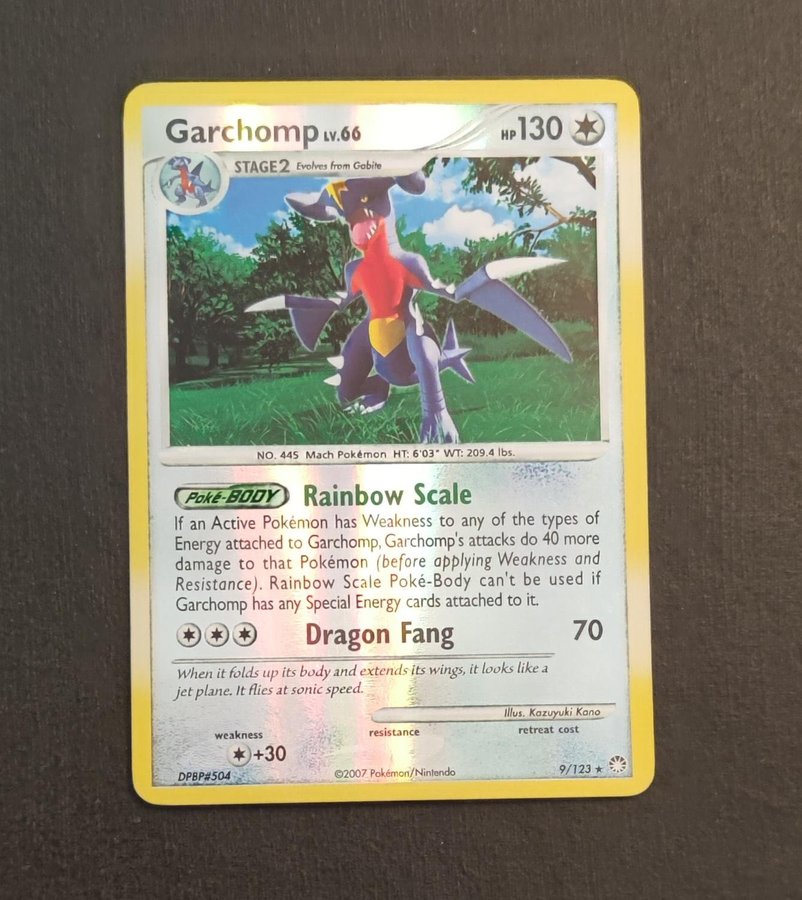 Garchomp LV.66 HP 130
STAGE2 Evolves from Gabite
NO. 445 Mach Pokémon HT: 6'03" WT: 209.4 lbs.
Poké-BODY Rainbow Scale
If an Active Pokémon has Weakness to any of the types of
Energy attached to Garchomp, Garchomp's attacks do 40 more
damage to that Pokémon (before applying Weakness and
Resistance). Rainbow Scale Poké-Body can't be used if
Garchomp has any Special Energy cards attached to it.
Dragon Fang 70
When it folds up its body and extends its wings, it looks like a
jet plane. It flies at sonic speed.
Illus. Kazuyuki Kano
weakness resistance retreat cost
+30
DPBP#504 ©2007 Pokémon/Nintendo 9/123